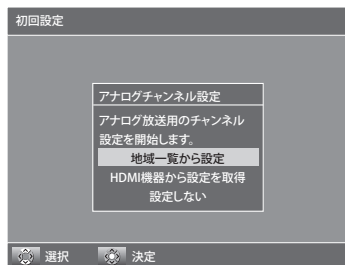 初回設定
アナログチャンネル設定
アナログ放送用のチャンネル
設定を開始します。
地域一覧から設定
HDMI機器から設定を取得
設定しない
選択 決定